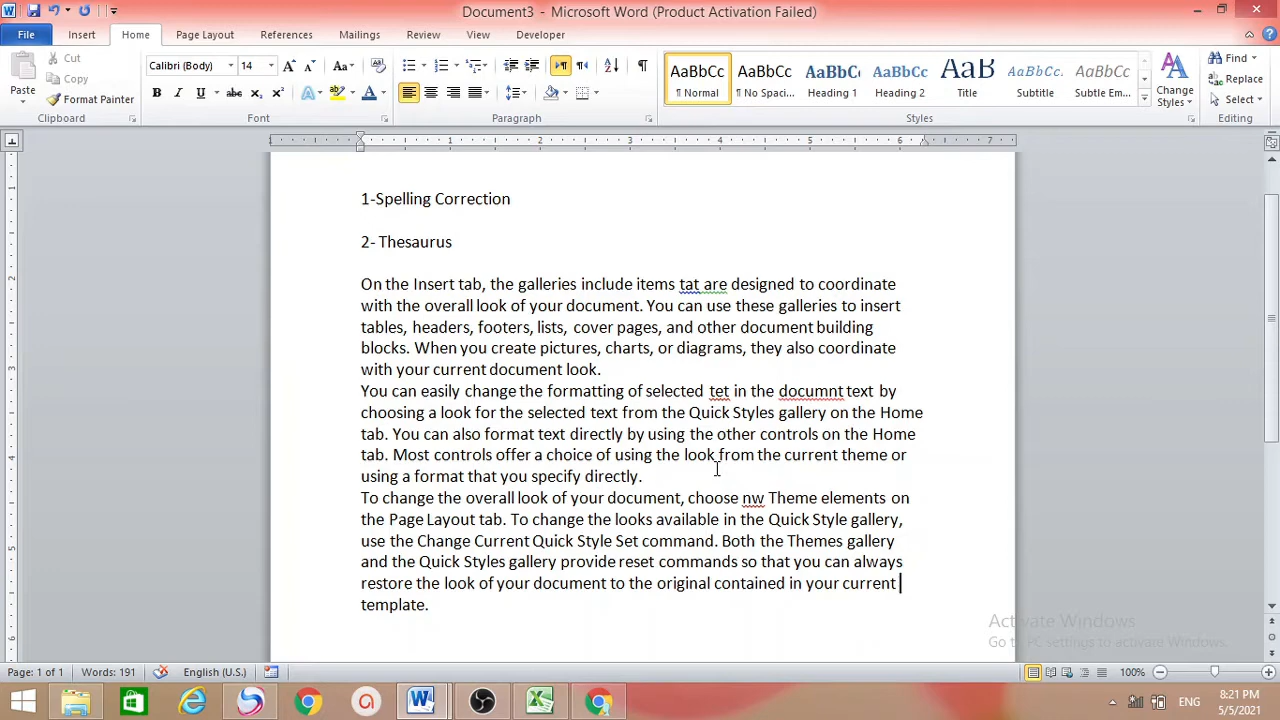 Document3 - Microsoft Word (Product Activation Failed)
File Insert Home Page Layout References Mailings Review View Developer
Cut
Copy
Format Painter
Paste
Clipboard
Calibri (Body) 14
Font
Paragraph
AaBbCc AaBbCc AaBbC AaBbCc AaB AaBbCc. AaBbCc
¶ Normal ¶ No Spaci... Heading 1 Heading 2 Title Subtitle Subtle Em...
Change
Styles
Styles
Find
Replace
Select
Editing
1-Spelling Correction
2- Thesaurus
On the Insert tab, the galleries include items tat are designed to coordinate
with the overall look of your document. You can use these galleries to insert
tables, headers, footers, lists, cover pages, and other document building
blocks. When you create pictures, charts, or diagrams, they also coordinate
with your current document look.
You can easily change the formatting of selected tet in the documnt text by
choosing a look for the selected text from the Quick Styles gallery on the Home
tab. You can also format text directly by using the other controls on the Home
tab. Most controls offer a choice of using the look from the current theme or
using a format that you specify directly.
To change the overall look of your document, choose nw Theme elements on
the Page Layout tab. To change the looks available in the Quick Style gallery,
use the Change Current Quick Style Set command. Both the Themes gallery
and the Quick Styles gallery provide reset commands so that you can always
restore the look of your document to the original contained in your current
template.
Activate Windows
Go to PC settings to activate Windows.
Page: 1 of 1 Words: 191 English (U.S.) 100%
ENG
8:21 PM
5/5/2021